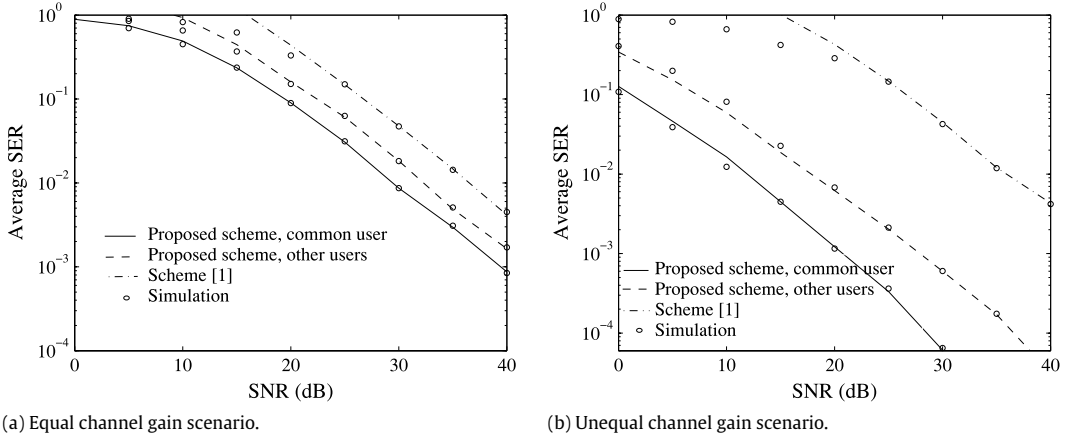 10^0
10^-1
10^-2
10^-3
10^-4
Average SER
Proposed scheme, common user
Proposed scheme, other users
Scheme [1]
Simulation
0 10 20 30 40
SNR (dB)
(a) Equal channel gain scenario.
10^0
10^-1
10^-2
10^-3
10^-4
Average SER
Proposed scheme, common user
Proposed scheme, other users
Scheme [1]
Simulation
0 10 20 30 40
SNR (dB)
(b) Unequal channel gain scenario.